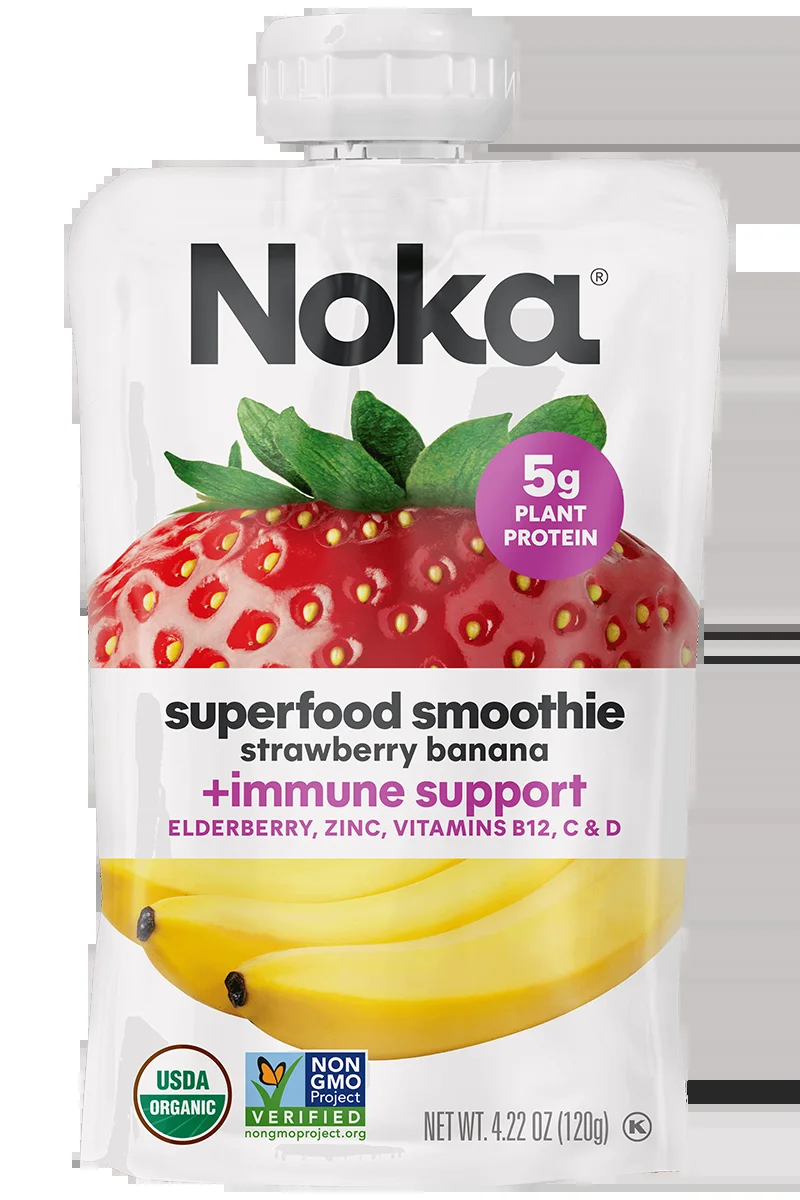 Noka®
5g
PLANT
PROTEIN
superfood smoothie
strawberry banana
+immune support
ELDERBERRY, ZINC, VITAMINS B12, C & D
USDA
ORGANIC
NON
GMO
Project
VERIFIED
nongmoproject.org
NET WT. 4.22 OZ (120g) K